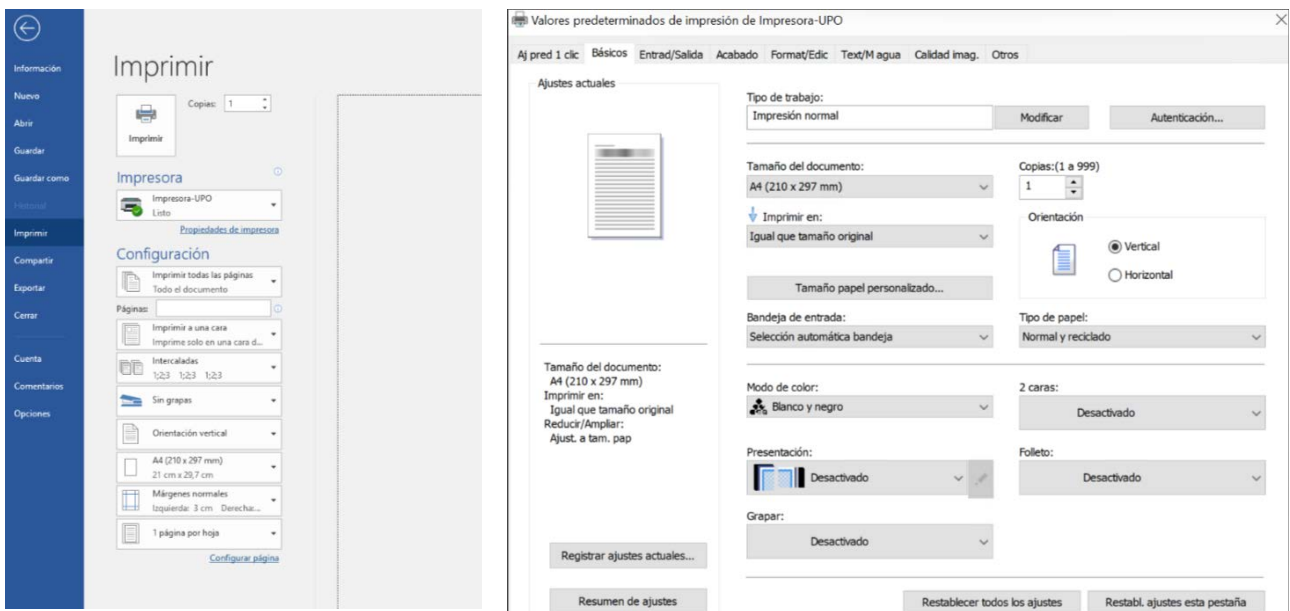 Información
Nuevo
Abrir
Guardar
Guardar como
Historial
Imprimir
Compartir
Exportar
Cerrar
Cuenta
Comentarios
Opciones
Imprimir
Copias: 1
Imprimir
Impresora
Impresora-UPO
Listo
Propiedades de impresora
Configuración
Imprimir todas las páginas
Todo el documento
Páginas:
Imprimir a una cara
Imprime solo en una cara d...
Intercaladas
1;2;3 1;2;3 1;2;3
Sin grapas
Orientación vertical
A4 (210 x 297 mm)
21 cm x 29,7 cm
Márgenes normales
Izquierda: 3 cm Derecha:...
1 página por hoja
Configurar página
Valores predeterminados de impresión de Impresora-UPO
Aj pred 1 clic Básicos Entrad/Salida Acabado Format/Edic Text/M agua Calidad imag. Otros
Ajustes actuales
Tamaño del documento:
A4 (210 x 297 mm)
Imprimir en:
Igual que tamaño original
Reducir/Ampliar:
Ajust. a tam. pap
Registrar ajustes actuales...
Resumen de ajustes
Tipo de trabajo:
Impresión normal Modificar Autenticación...
Tamaño del documento: Copias:(1 a 999)
A4 (210 x 297 mm) 1
Imprimir en: Orientación
Igual que tamaño original Vertical
Horizontal
Tamaño papel personalizado...
Bandeja de entrada: Tipo de papel:
Selección automática bandeja Normal y reciclado
Modo de color: 2 caras:
Blanco y negro Desactivado
Presentación: Folleto:
Desactivado Desactivado
Grapar:
Desactivado
Restablecer todos los ajustes Restabl. ajustes esta pestaña